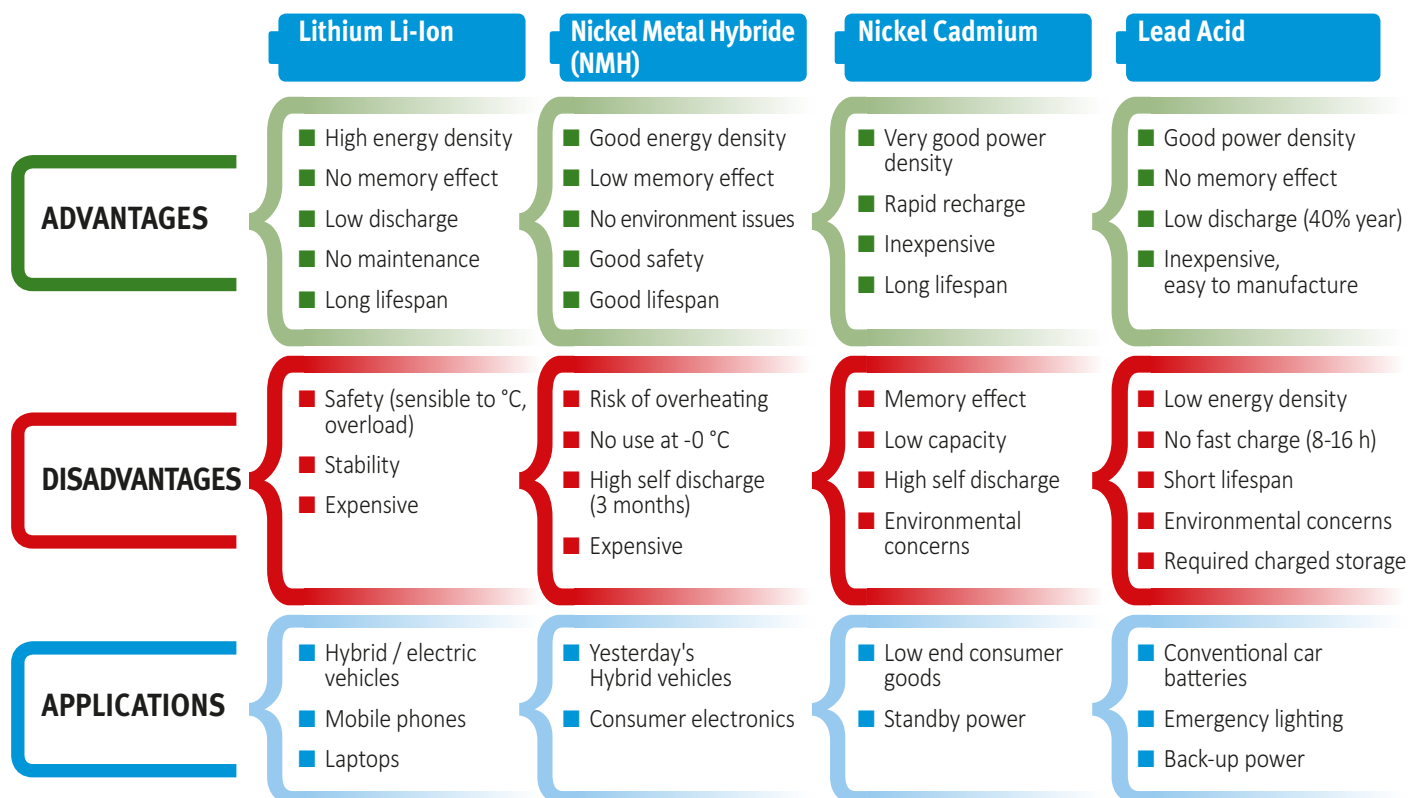 Lithium Li-Ion
Nickel Metal Hybride
(NMH)
Nickel Cadmium
Lead Acid
ADVANTAGES
High energy density
No memory effect
Low discharge
No maintenance
Long lifespan
Good energy density
Low memory effect
No environment issues
Good safety
Good lifespan
Very good power
density
Rapid recharge
Inexpensive
Long lifespan
Good power density
No memory effect
Low discharge (40% year)
Inexpensive,
easy to manufacture
DISADVANTAGES
Safety (sensible to °C,
overload)
Stability
Expensive
Risk of overheating
No use at -0 °C
High self discharge
(3 months)
Expensive
Memory effect
Low capacity
High self discharge
Environmental
concerns
Low energy density
No fast charge (8-16 h)
Short lifespan
Environmental concerns
Required charged storage
APPLICATIONS
Hybrid / electric
vehicles
Mobile phones
Laptops
Yesterday's
Hybrid vehicles
Consumer electronics
Low end consumer
goods
Standby power
Conventional car
batteries
Emergency lighting
Back-up power